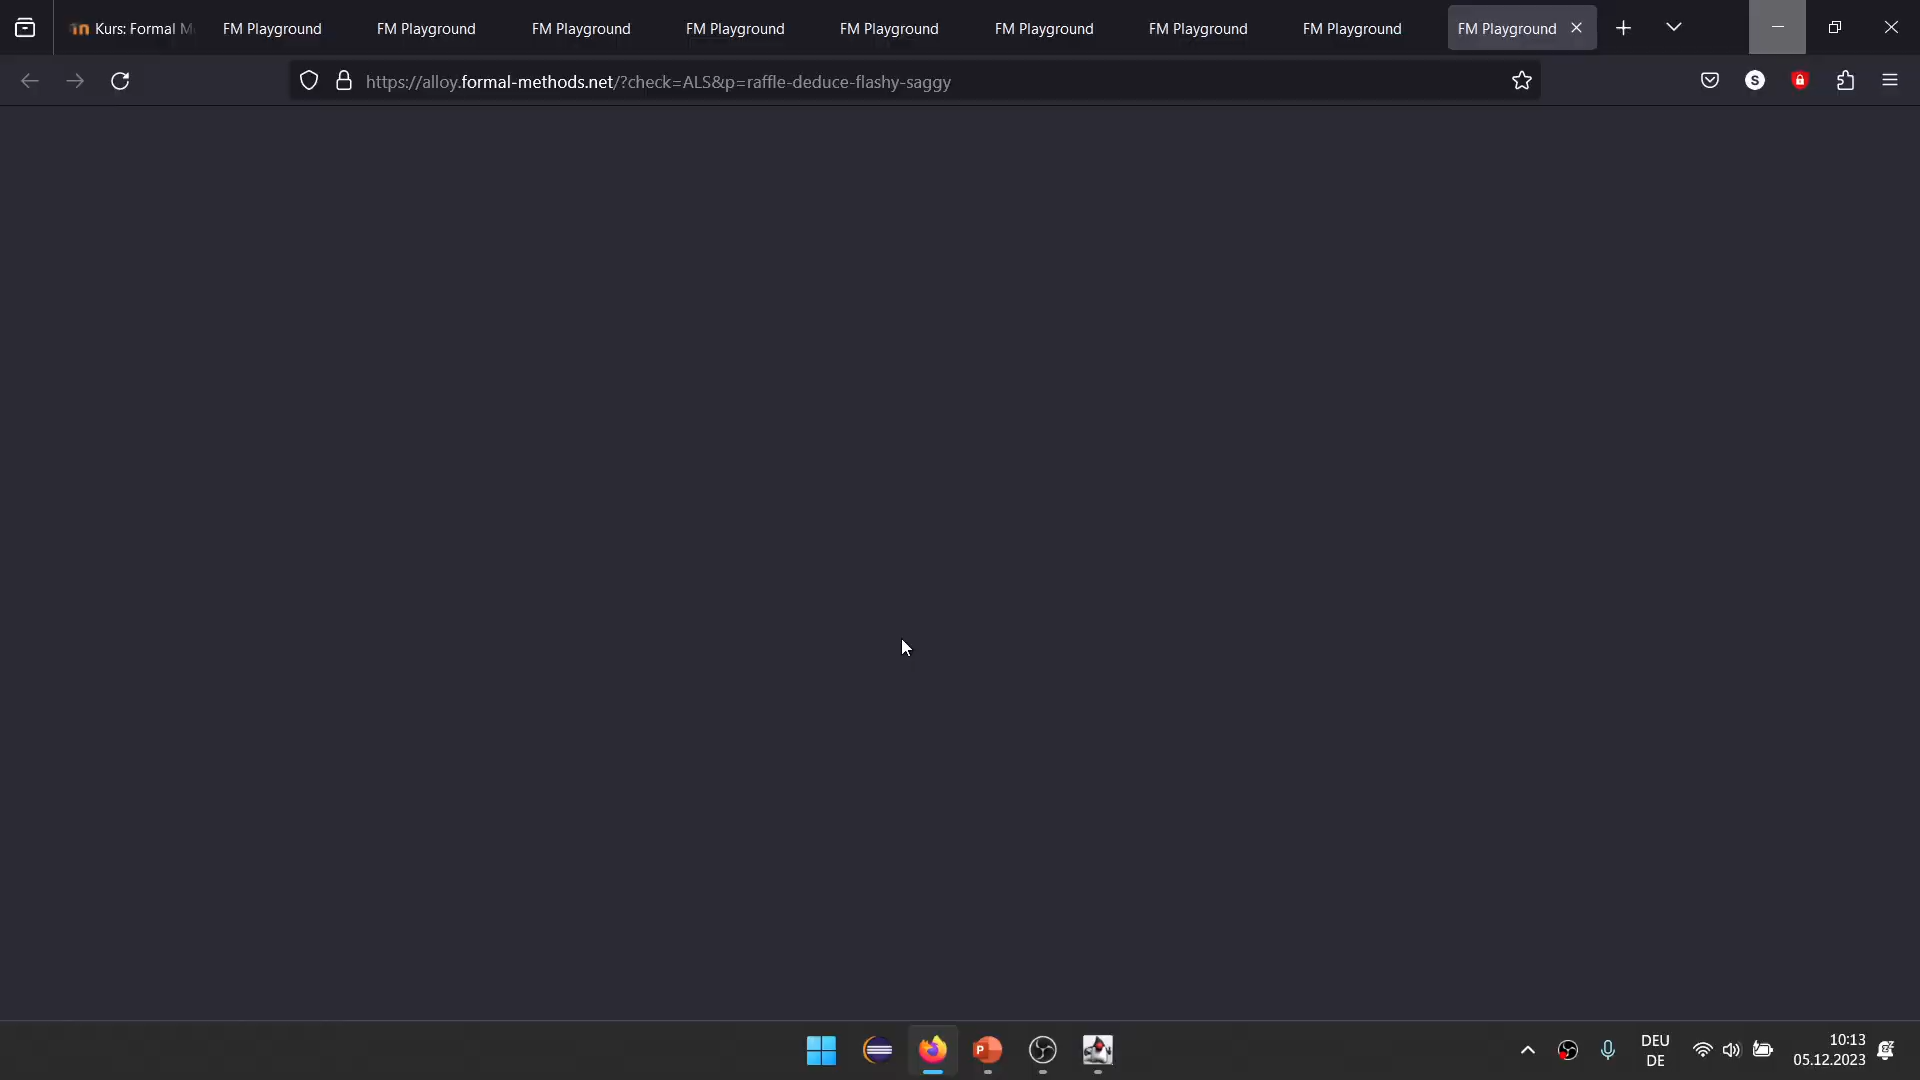 Kurs: Formal M
FM Playground
FM Playground
FM Playground
FM Playground
FM Playground
FM Playground
FM Playground
FM Playground
FM Playground
https://alloy.formal-methods.net/?check=ALS&p=raffle-deduce-flashy-saggy
S
P
DEU
DE
10:13
05.12.2023